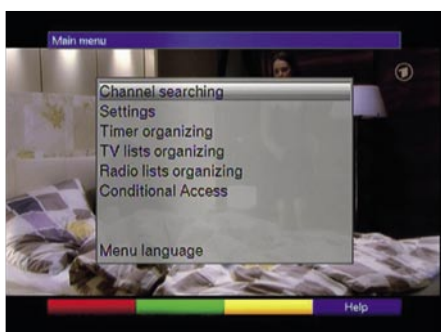 Main menu
Channel searching
Settings
Timer organizing
TV lists organizing
Radio lists organizing
Conditional Access
Menu language
Help